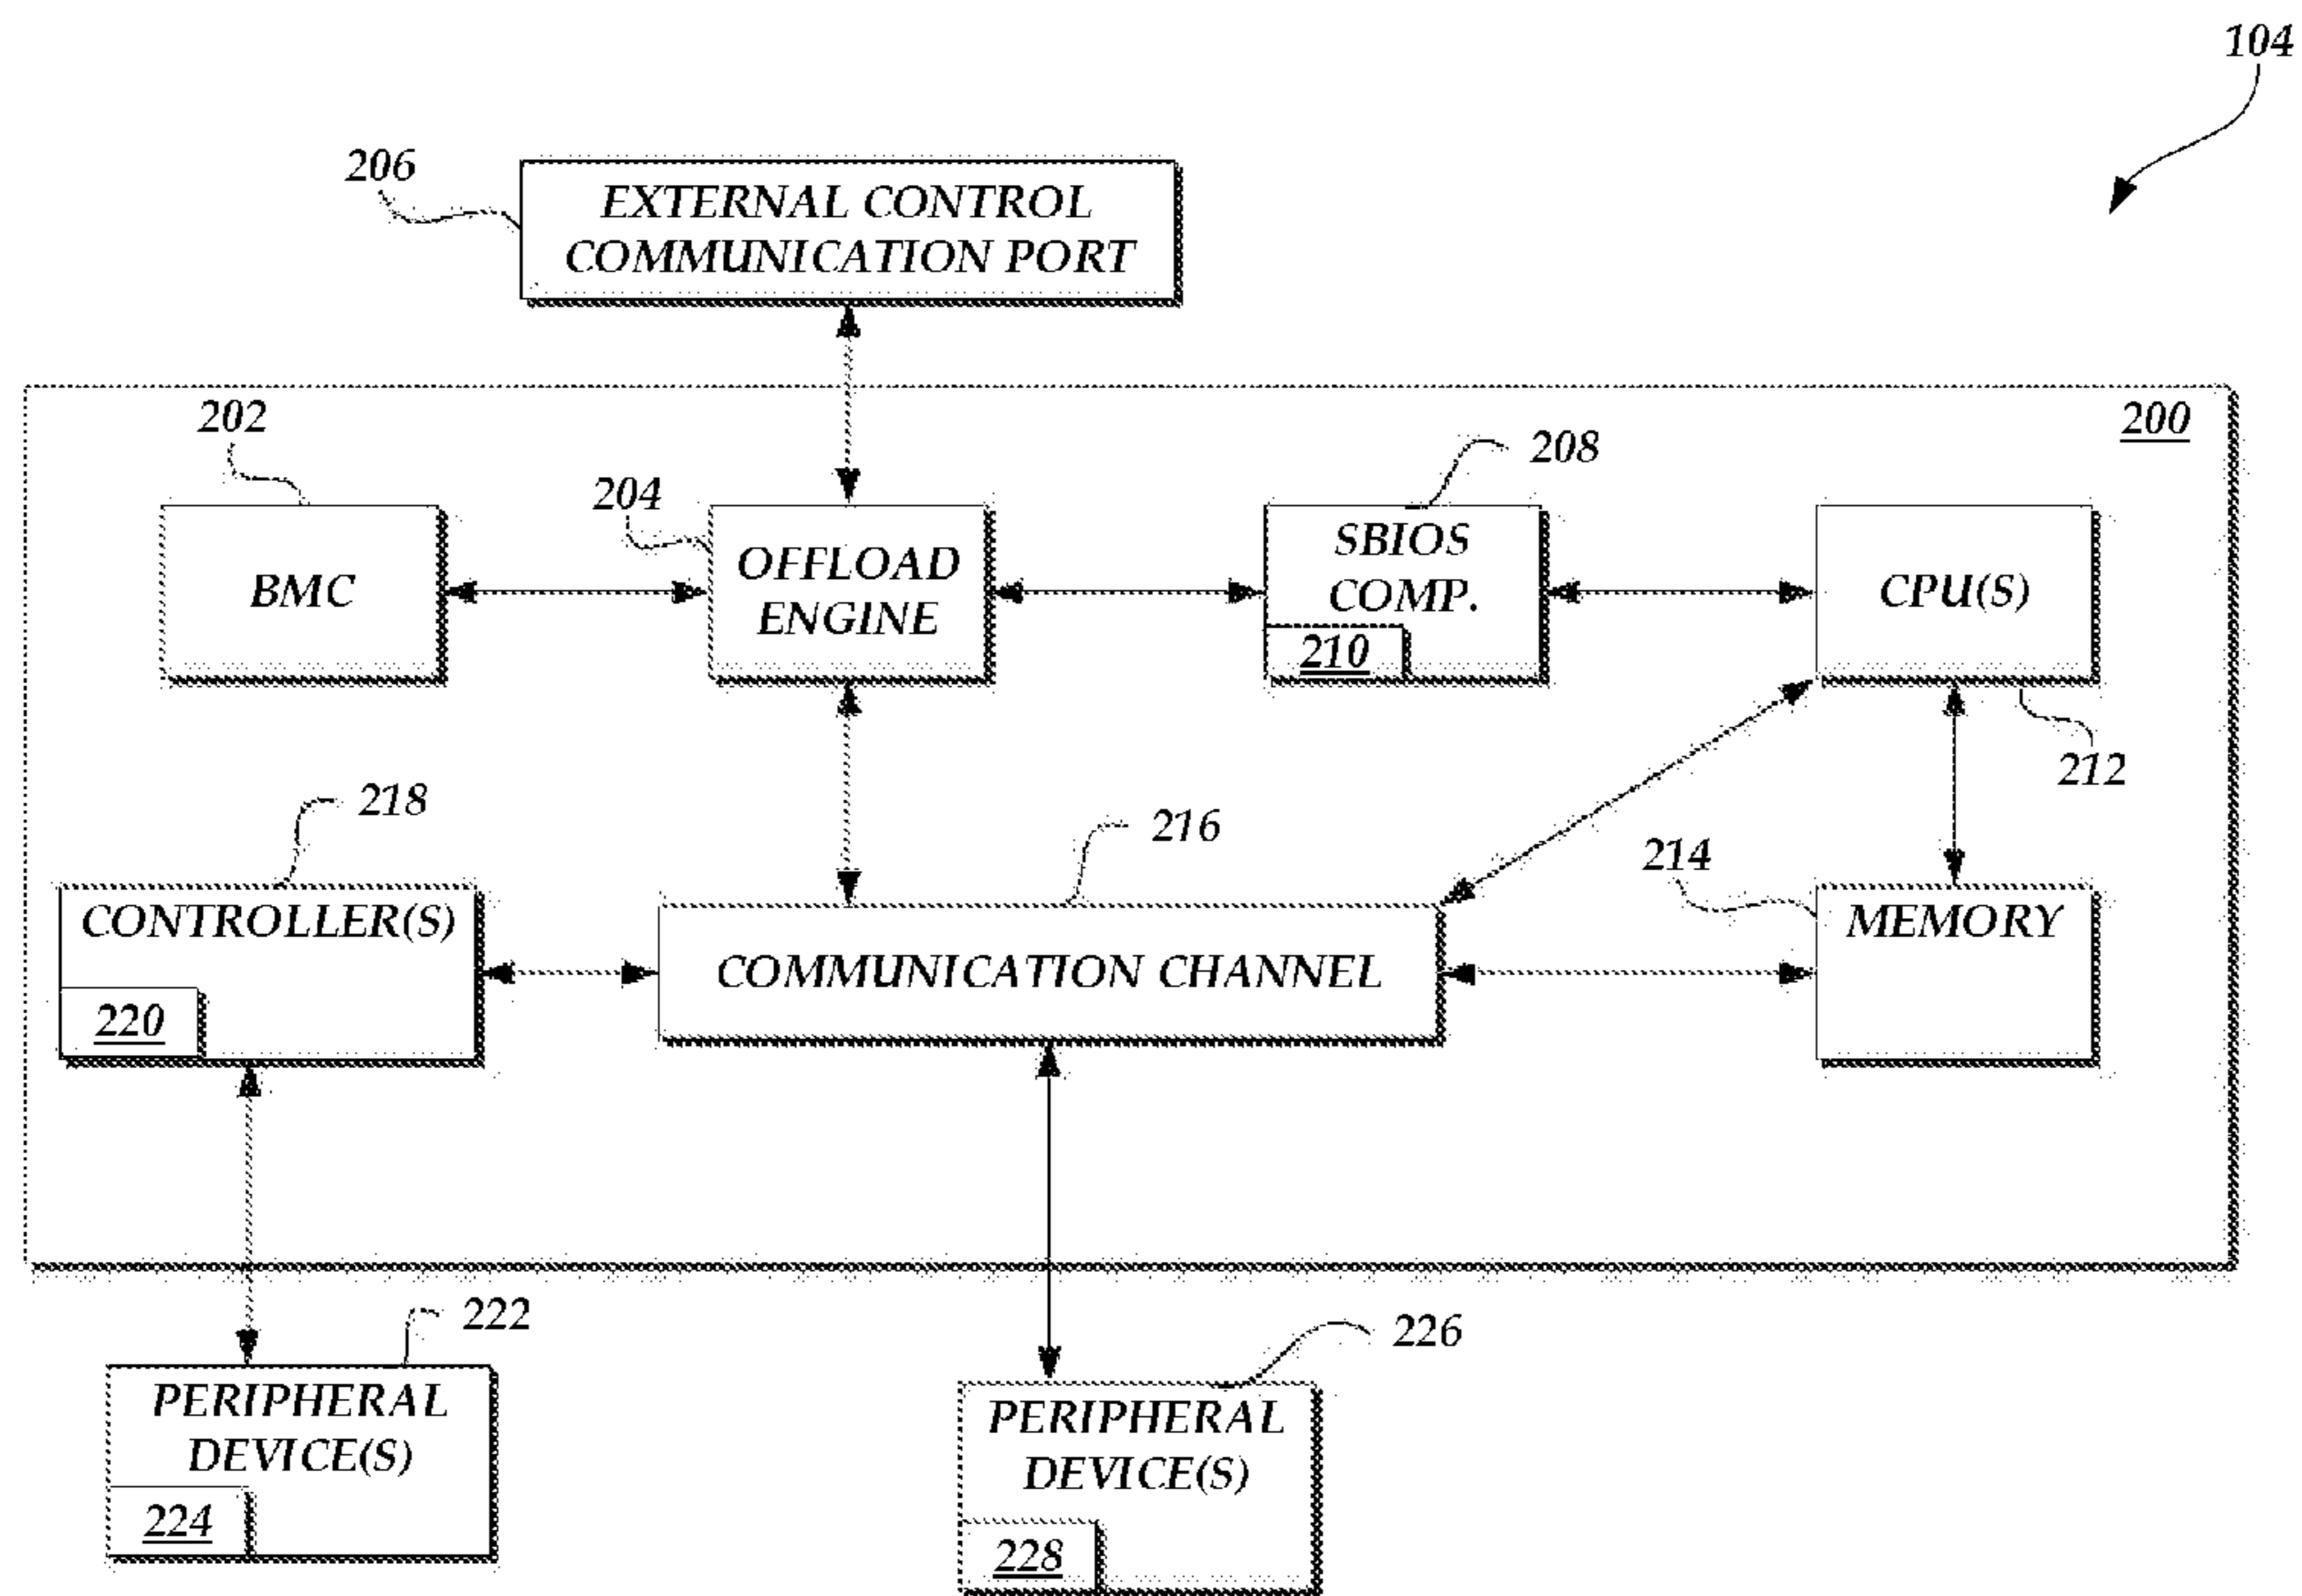 104
206
EXTERNAL CONTROL
COMMUNICATION PORT
200
202
BMC
204
OFFLOAD
ENGINE
208
SBIOS
COMP.
210
CPU(S)
212
218
CONTROLLER(S)
220
216
COMMUNICATION CHANNEL
214
MEMORY
222
PERIPHERAL
DEVICE(S)
224
226
PERIPHERAL
DEVICE(S)
228